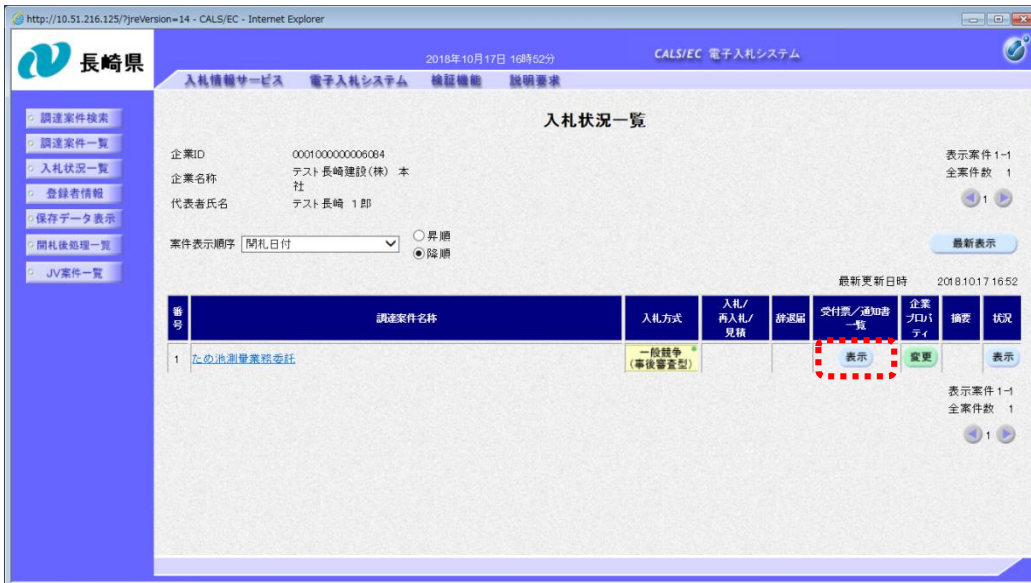 http://10.51.216.125/?jreVersion=14 - CALS/EC - Internet Explorer
長崎県
2018年10月17日 16時52分
CALS/EC 電子入札システム
入札情報サービス 電子入札システム 検証機能 説明要求
調達案件検索
調達案件一覧
入札状況一覧
登録者情報
保存データ表示
開札後処理一覧
JV案件一覧
入札状況一覧
企業ID 0001000000006084
企業名称 テスト長崎建設(株) 本社
代表者氏名 テスト長崎 1郎
表示案件 1-1
全案件数 1
1
案件表示順序 開札日付
昇順
降順
最新表示
最新更新日時 2018.10.17 16:52
番号 調達案件名称 入札方式 入札/再入札/見積 辞退届 受付票/通知書一覧 企業プロパティ 摘要 状況
1 ため池測量業務委託 一般競争(事後審査型) 表示 変更 表示
表示案件 1-1
全案件数 1
1